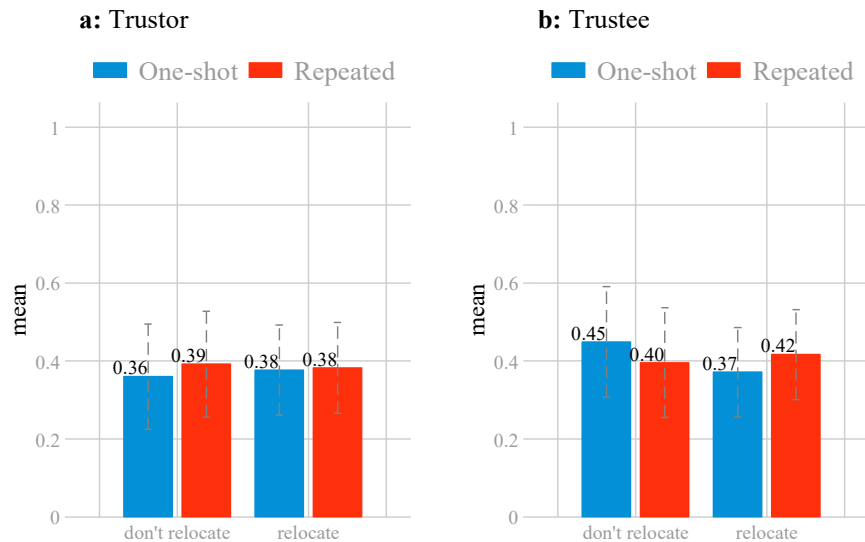 a: Trustor
One-shot Repeated
1
0.8
0.6
0.4
0.2
0
mean
0.36
0.39
0.38
0.38
don't relocate relocate
b: Trustee
One-shot Repeated
1
0.8
0.6
0.4
0.2
0
mean
0.45
0.40
0.37
0.42
don't relocate relocate